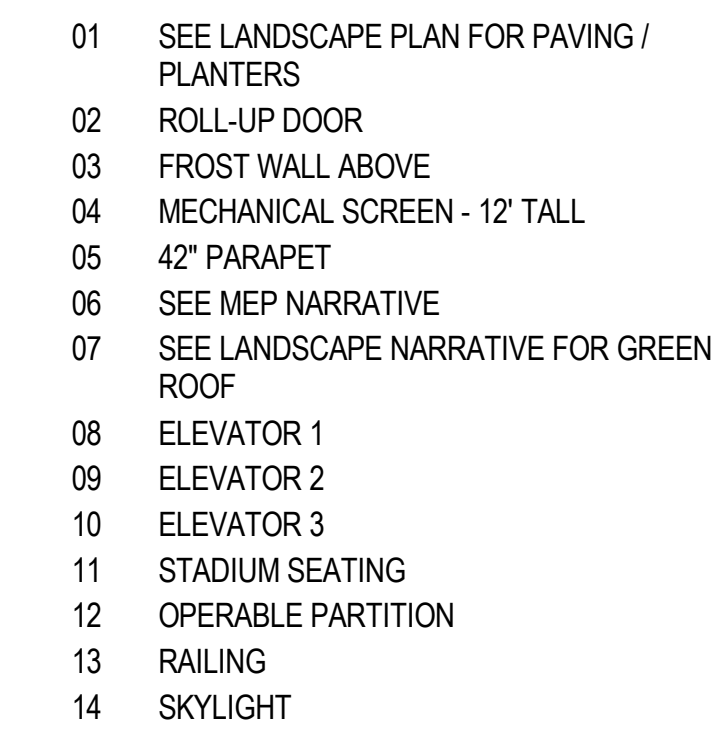 01 SEE LANDSCAPE PLAN FOR PAVING /
PLANTERS
02 ROLL-UP DOOR
03 FROST WALL ABOVE
04 MECHANICAL SCREEN - 12' TALL
05 42" PARAPET
06 SEE MEP NARRATIVE
07 SEE LANDSCAPE NARRATIVE FOR GREEN
ROOF
08 ELEVATOR 1
09 ELEVATOR 2
10 ELEVATOR 3
11 STADIUM SEATING
12 OPERABLE PARTITION
13 RAILING
14 SKYLIGHT